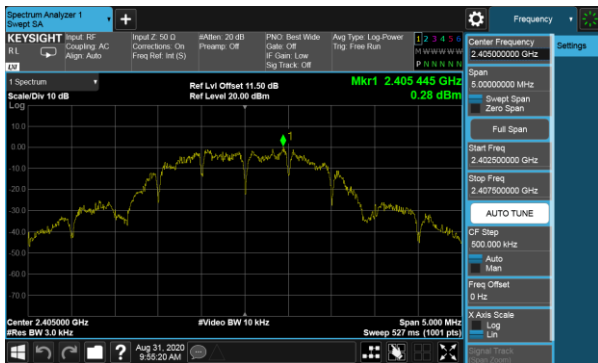 Spectrum Analyzer 1
Swept SA
+
Frequency
KEYSIGHT
RL
LXI
Input: RF
Coupling: AC
Align: Auto
Input Z: 50 Ω
Corrections: On
Freq Ref: Int (S)
#Atten: 20 dB
Preamp: Off
PNO: Best Wide
Gate: Off
IF Gain: Low
Sig Track: Off
Avg Type: Log-Power
Trig: Free Run
1 2 3 4 5 6
M W W W W W
P N N N N N
1 Spectrum
Scale/Div 10 dB
Log
Ref Lvl Offset 11.50 dB
Ref Level 20.00 dBm
Mkr1 2.405 445 GHz
0.28 dBm
10.0
0.00
-10.0
-20.0
-30.0
-40.0
-50.0
-60.0
-70.0
1
Center 2.405000 GHz
#Res BW 3.0 kHz
#Video BW 10 kHz
Span 5.000 MHz
Sweep 527 ms (1001 pts)
Aug 31, 2020
9:55:20 AM
?
Center Frequency
2.405000000 GHz
Span
5.00000000 MHz
Swept Span
Zero Span
Full Span
Start Freq
2.402500000 GHz
Stop Freq
2.407500000 GHz
AUTO TUNE
CF Step
500.000 kHz
Auto
Man
Freq Offset
0 Hz
X Axis Scale
Log
Lin
Signal Track
(Span Zoom)
Settings